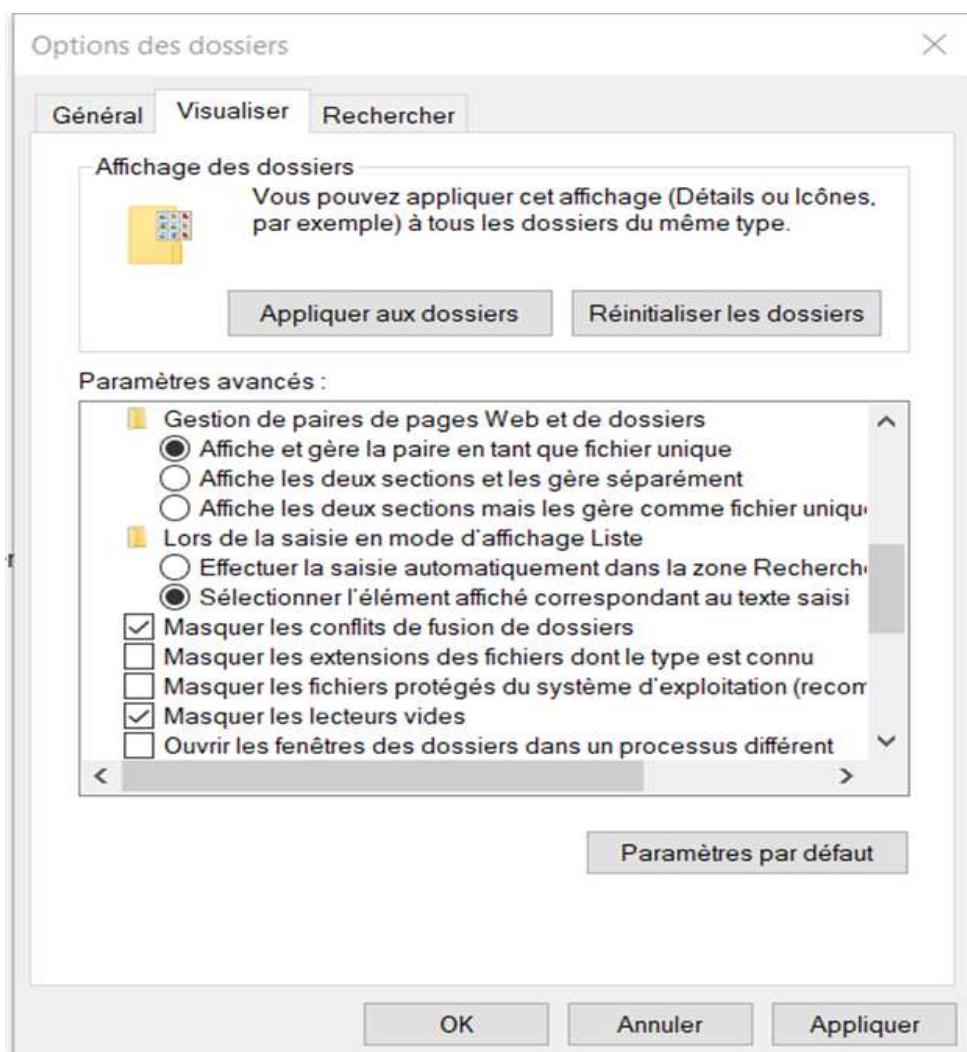 Options des dossiers
Général
Visualiser
Rechercher
Affichage des dossiers
Vous pouvez appliquer cet affichage (Détails ou Icônes,
par exemple) à tous les dossiers du même type.
Appliquer aux dossiers
Réinitialiser les dossiers
Paramètres avancés :
Gestion de paires de pages Web et de dossiers
Affiche et gère la paire en tant que fichier unique
Affiche les deux sections et les gère séparément
Affiche les deux sections mais les gère comme fichier uniqu
Lors de la saisie en mode d'affichage Liste
Effectuer la saisie automatiquement dans la zone Recherch
Sélectionner l'élément affiché correspondant au texte saisi
Masquer les conflits de fusion de dossiers
Masquer les extensions des fichiers dont le type est connu
Masquer les fichiers protégés du système d'exploitation (recom
Masquer les lecteurs vides
Ouvrir les fenêtres des dossiers dans un processus différent
Paramètres par défaut
OK
Annuler
Appliquer